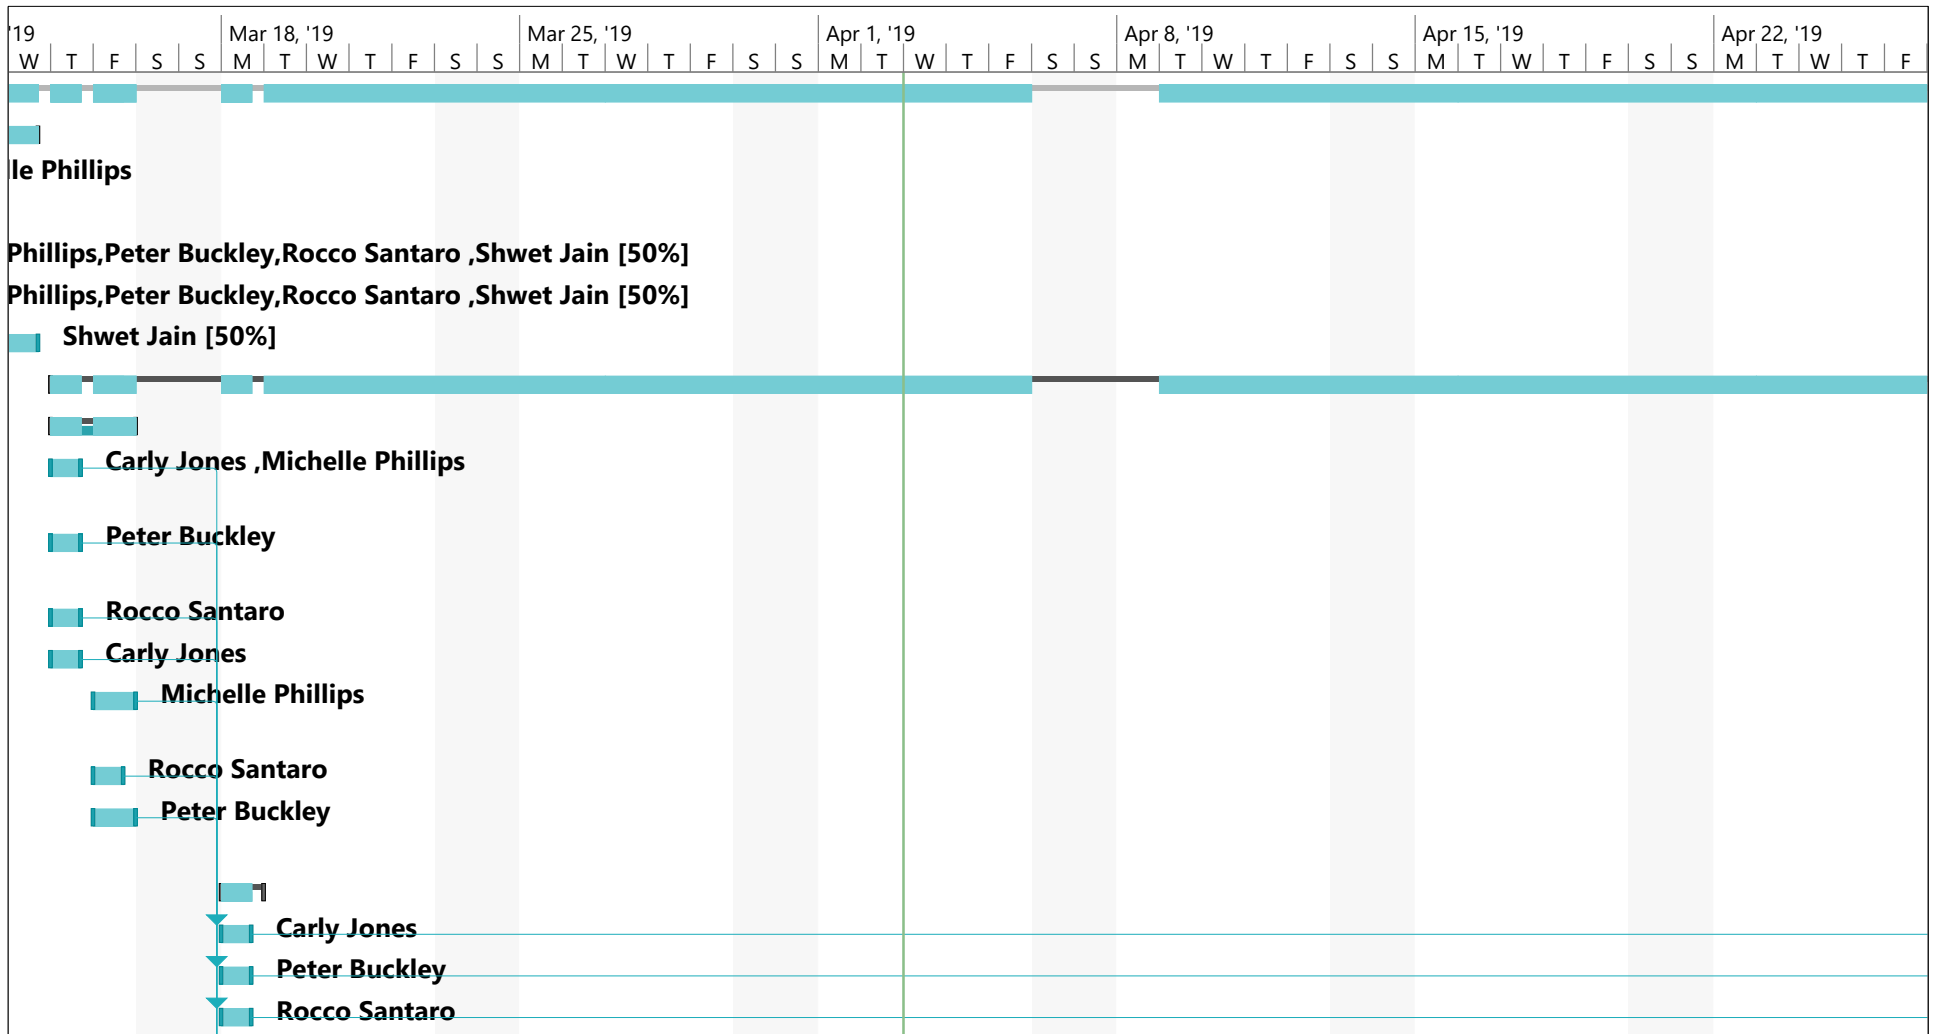 '19 Mar 18, '19 Mar 25, '19 Apr 1, '19 Apr 8, '19 Apr 15, '19 Apr 22, '19
W T F S S M T W T F S S M T W T F S S M T W T F S S M T W T F S S M T W T F S S M T W T F
le Phillips
Phillips,Peter Buckley,Rocco Santaro ,Shwet Jain [50%]
Phillips,Peter Buckley,Rocco Santaro ,Shwet Jain [50%]
Shwet Jain [50%]
Carly Jones ,Michelle Phillips
Peter Buckley
Rocco Santaro
Carly Jones
Michelle Phillips
Rocco Santaro
Peter Buckley
Carly Jones
Peter Buckley
Rocco Santaro